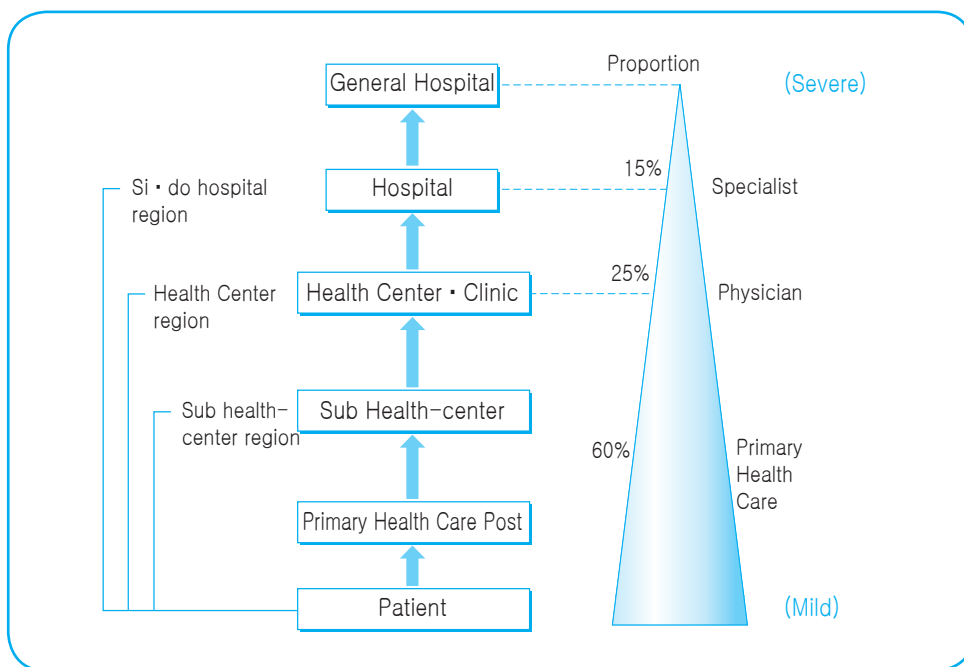 Proportion
General Hospital
(Severe)
15%
Si · do hospital
region
Hospital
Specialist
25%
Health Center
region
Health Center · Clinic
Physician
Sub health-
center region
Sub Health-center
60%
Primary
Health
Care
Primary Health Care Post
Patient
(Mild)